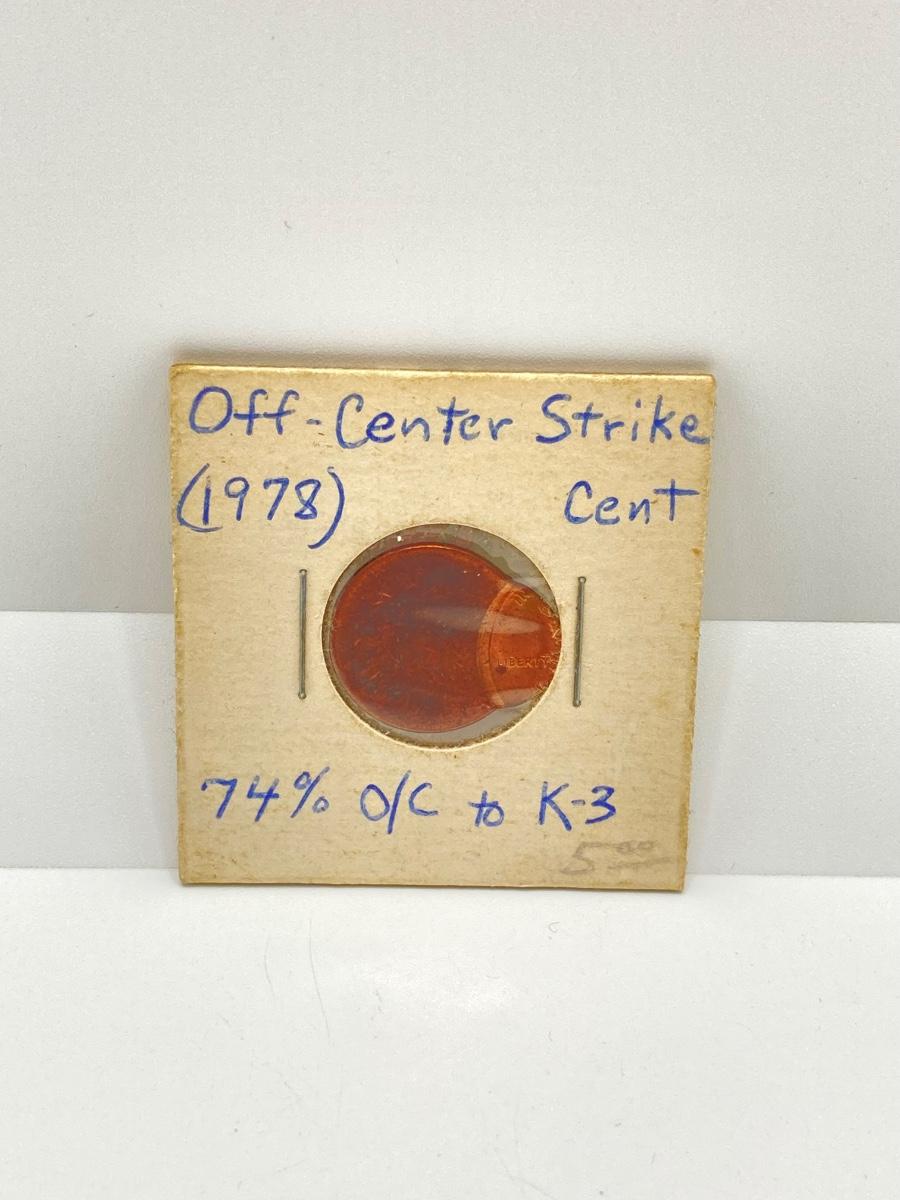 Off-Center Strike
(1978) Cent
LIBERTY
74% O/C to K-3
5.00